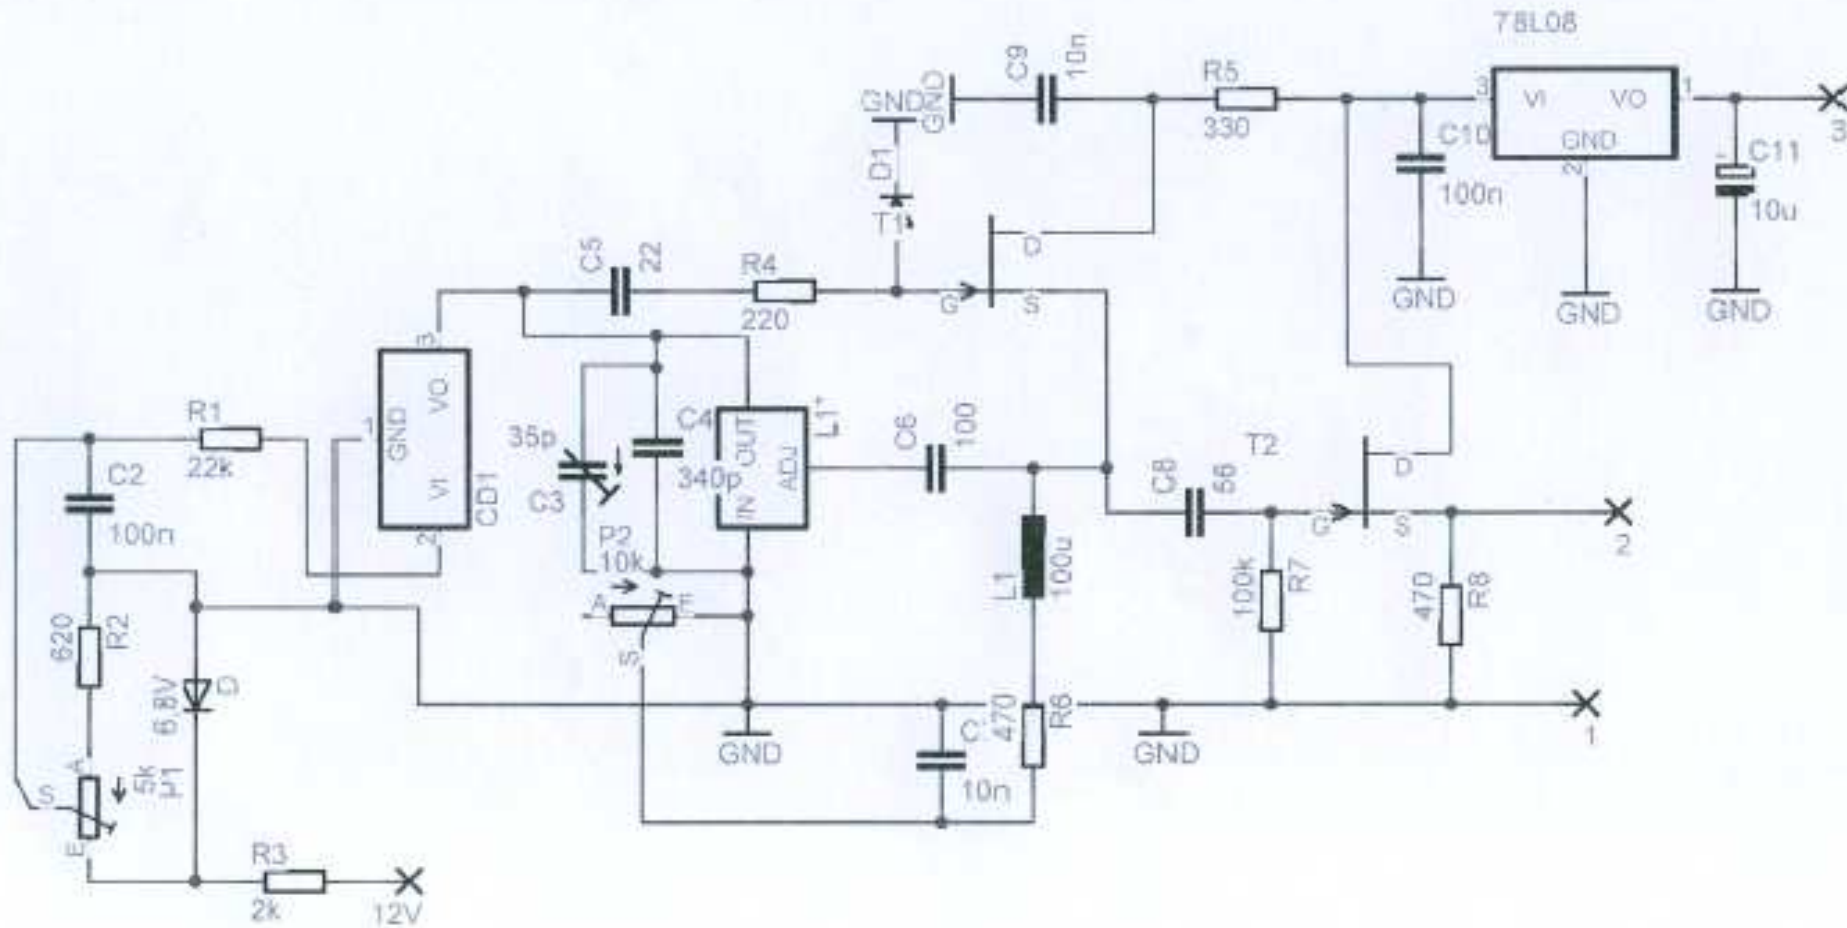 78L08
C9
10n
GND
GND
R5
330
3
VI
VO
1
GND
2
3
C10
100n
C11
10u
D1
T1
D
G
S
C5
22
R4
220
GND
GND
GND
3
VO
GND
1
VI
2
CD1
R1
22k
C2
100n
35p
C3
C4
340p
OUT
IN
ADJ
L1'
C6
100
T2
D
G
S
C8
56
2
P2
10k
A
E
S
L1
100u
100k
R7
470
R8
620
R2
6,8V
D
GND
C
10n
470
R6
GND
1
A
5k
P1
S
E
R3
2k
12V